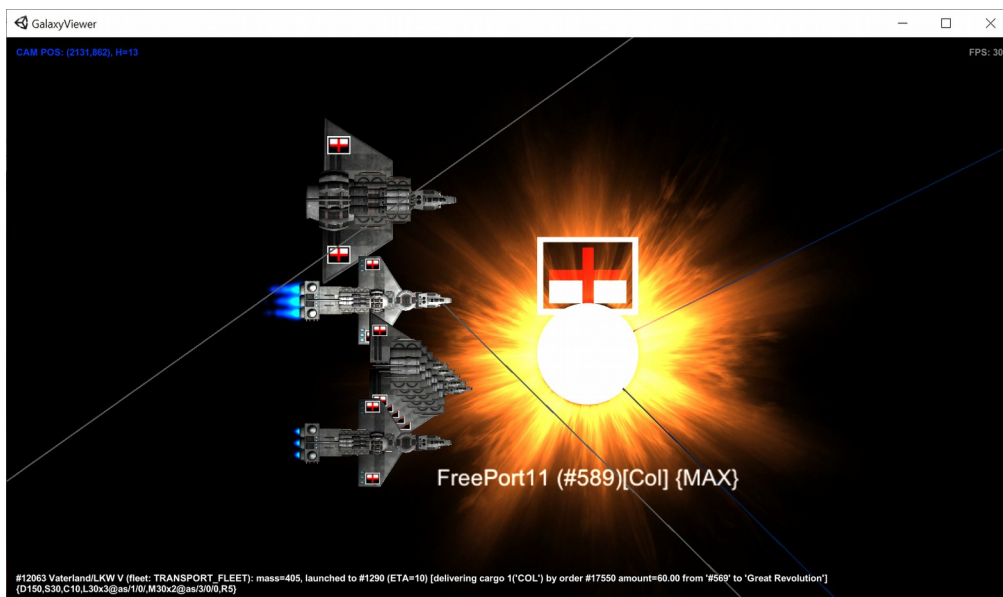 GalaxyViewer
CAM POS: (2131,862), H=13
FPS: 30
FreePort11 (#589)[Col] {MAX}
#12063 Vaterland/LKW V (fleet: TRANSPORT_FLEET): mass=405, launched to #1290 (ETA=10) [delivering cargo 1('COL') by order #17550 amount=60.00 from '#569' to 'Great Revolution']
{D150,S30,C10,L30x3@as/1/0/,M30x2@as/3/0/0,R5}